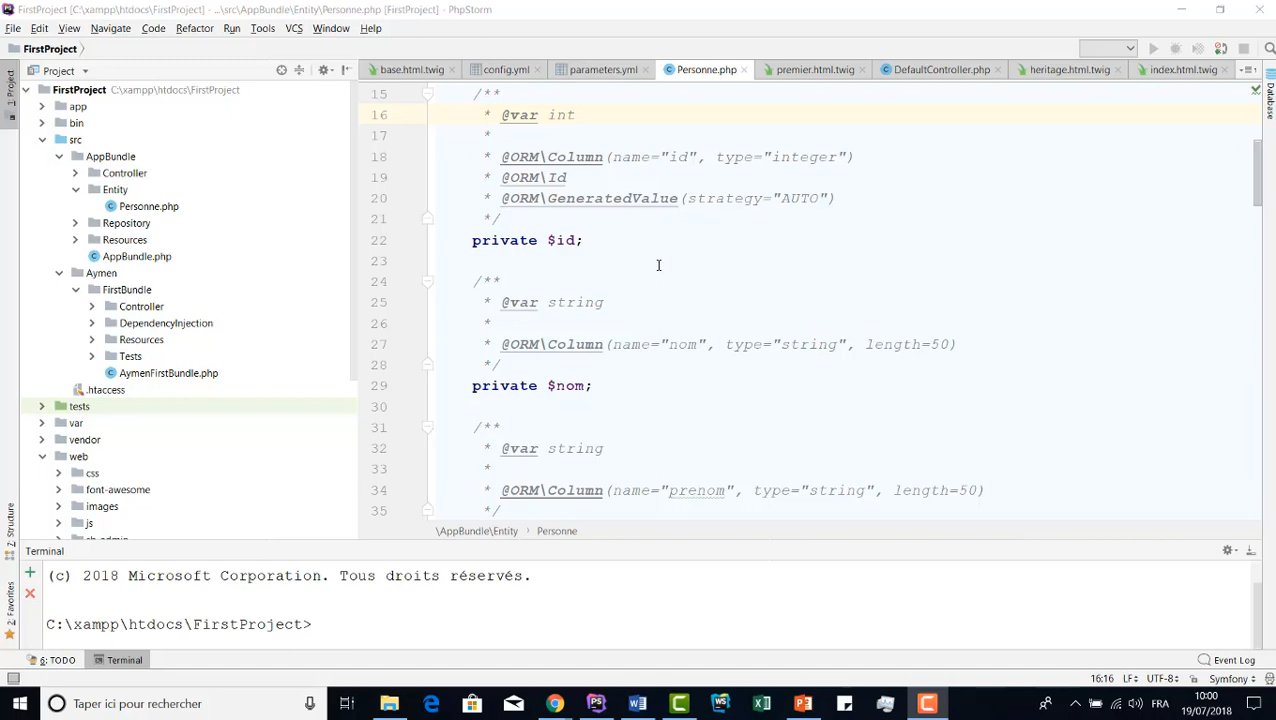 FirstProject [C:\xampp\htdocs\FirstProject] - ...\src\AppBundle\Entity\Personne.php [FirstProject] - PhpStorm
File Edit View Navigate Code Refactor Run Tools VCS Window Help
FirstProject
Project
base.html.twig config.yml parameters.yml Personne.php premier.html.twig DefaultController.php heritage.html.twig index.html.twig
1: Project
Database
FirstProject C:\xampp\htdocs\FirstProject
app
bin
src
AppBundle
Controller
Entity
Personne.php
Repository
Resources
AppBundle.php
Aymen
FirstBundle
Controller
DependencyInjection
Resources
Tests
AymenFirstBundle.php
.htaccess
tests
var
vendor
web
css
font-awesome
images
js
15 /**
16 * @var int
17 *
18 * @ORM\Column(name="id", type="integer")
19 * @ORM\Id
20 * @ORM\GeneratedValue(strategy="AUTO")
21 */
22 private $id;
23
24 /**
25 * @var string
26 *
27 * @ORM\Column(name="nom", type="string", length=50)
28 */
29 private $nom;
30
31 /**
32 * @var string
33 *
34 * @ORM\Column(name="prenom", type="string", length=50)
35 */
\AppBundle\Entity Personne
7: Structure
2: Favorites
Terminal
(c) 2018 Microsoft Corporation. Tous droits réservés.
C:\xampp\htdocs\FirstProject>
6: TODO Terminal Event Log
16:16 LF UTF-8 Symfony
Taper ici pour rechercher
FRA
10:00
19/07/2018